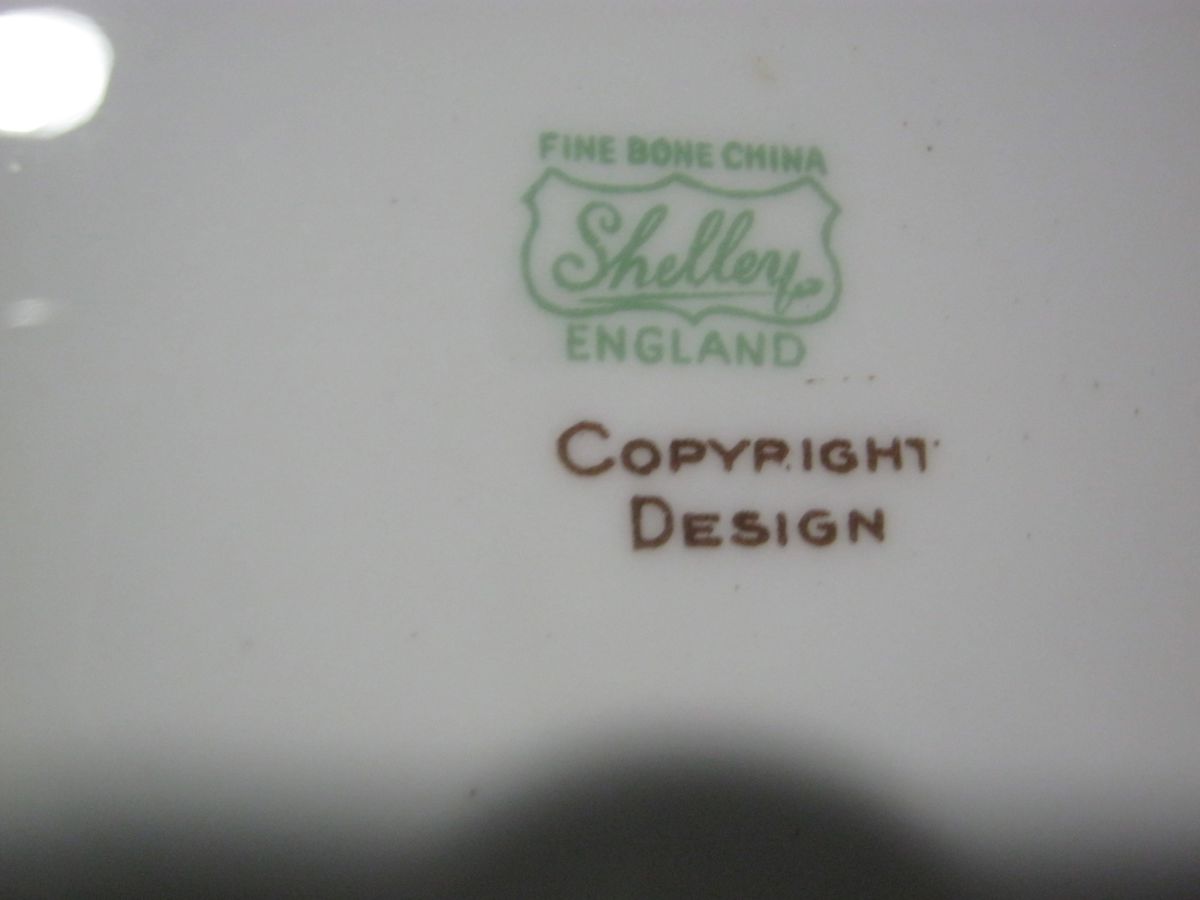 FINE BONE CHINA
Shelley
ENGLAND
COPYRIGHT
DESIGN